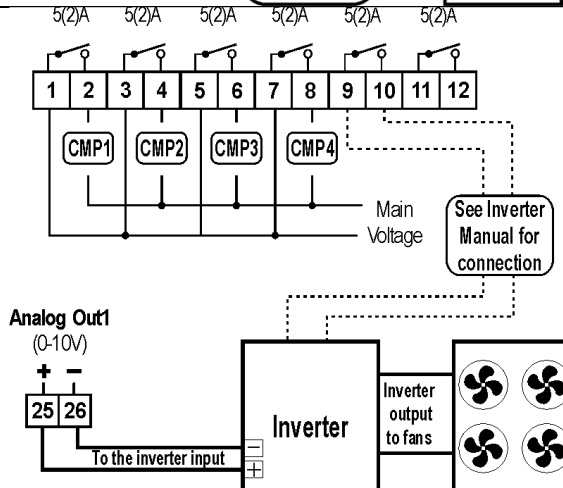 5(2)A 5(2)A 5(2)A 5(2)A 5(2)A 5(2)A
1 2 3 4 5 6 7 8 9 10 11 12
CMP1 CMP2 CMP3 CMP4
Main
Voltage
See Inverter
Manual for
connection
Analog Out1
(0-10V)
+ −
25 26
To the inverter input
Inverter
−
+
Inverter
output
to fans